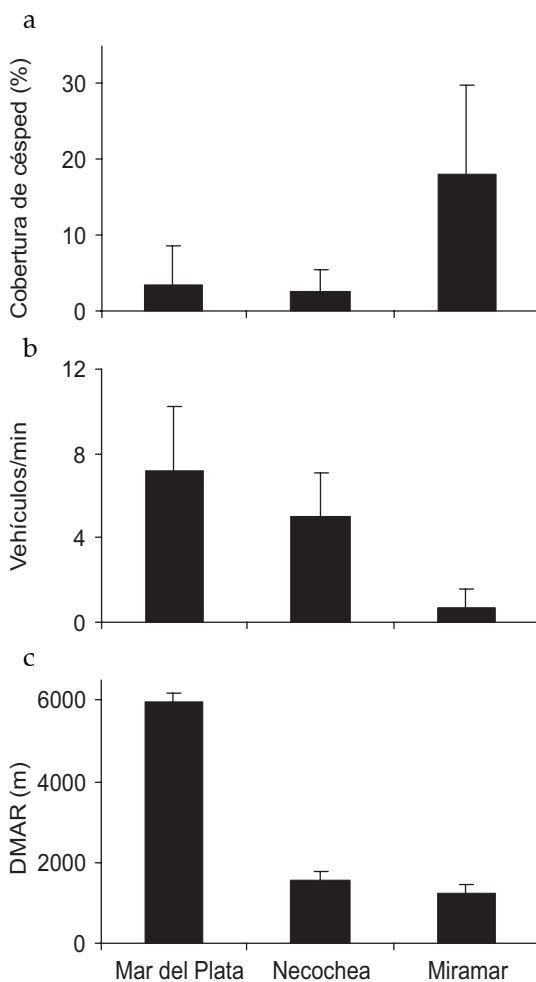 a
Cobertura de césped (%)
30
20
10
0
b
Vehículos/min
12
8
4
0
c
DMAR (m)
6000
4000
2000
0
Mar del Plata Necochea Miramar